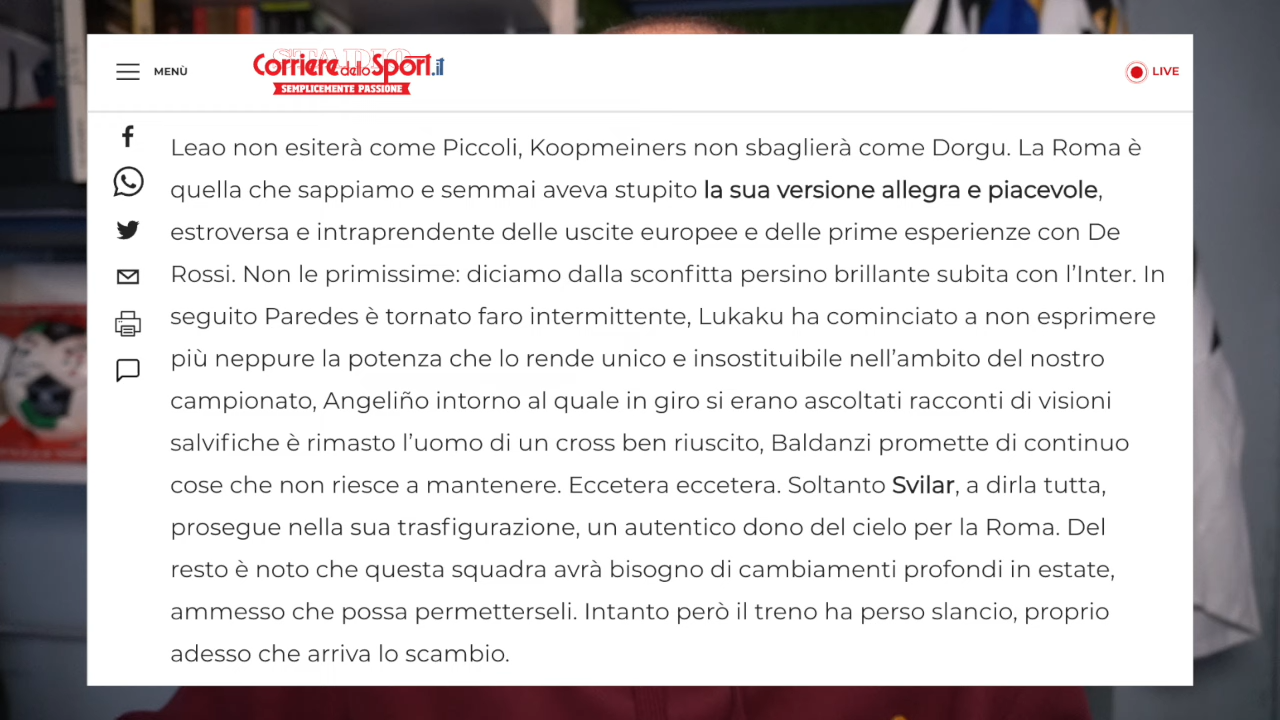 MENÙ
STADIO
Corriere dello Sport.it
SEMPLICEMENTE PASSIONE
LIVE
Leao non esiterà come Piccoli, Koopmeiners non sbaglierà come Dorgu. La Roma è
quella che sappiamo e semmai aveva stupito la sua versione allegra e piacevole,
estroversa e intraprendente delle uscite europee e delle prime esperienze con De
Rossi. Non le primissime: diciamo dalla sconfitta persino brillante subita con l’Inter. In
seguito Paredes è tornato faro intermittente, Lukaku ha cominciato a non esprimere
più neppure la potenza che lo rende unico e insostituibile nell’ambito del nostro
campionato, Angeliño intorno al quale in giro si erano ascoltati racconti di visioni
salvifiche è rimasto l’uomo di un cross ben riuscito, Baldanzi promette di continuo
cose che non riesce a mantenere. Eccetera eccetera. Soltanto Svilar, a dirla tutta,
prosegue nella sua trasfigurazione, un autentico dono del cielo per la Roma. Del
resto è noto che questa squadra avrà bisogno di cambiamenti profondi in estate,
ammesso che possa permetterseli. Intanto però il treno ha perso slancio, proprio
adesso che arriva lo scambio.